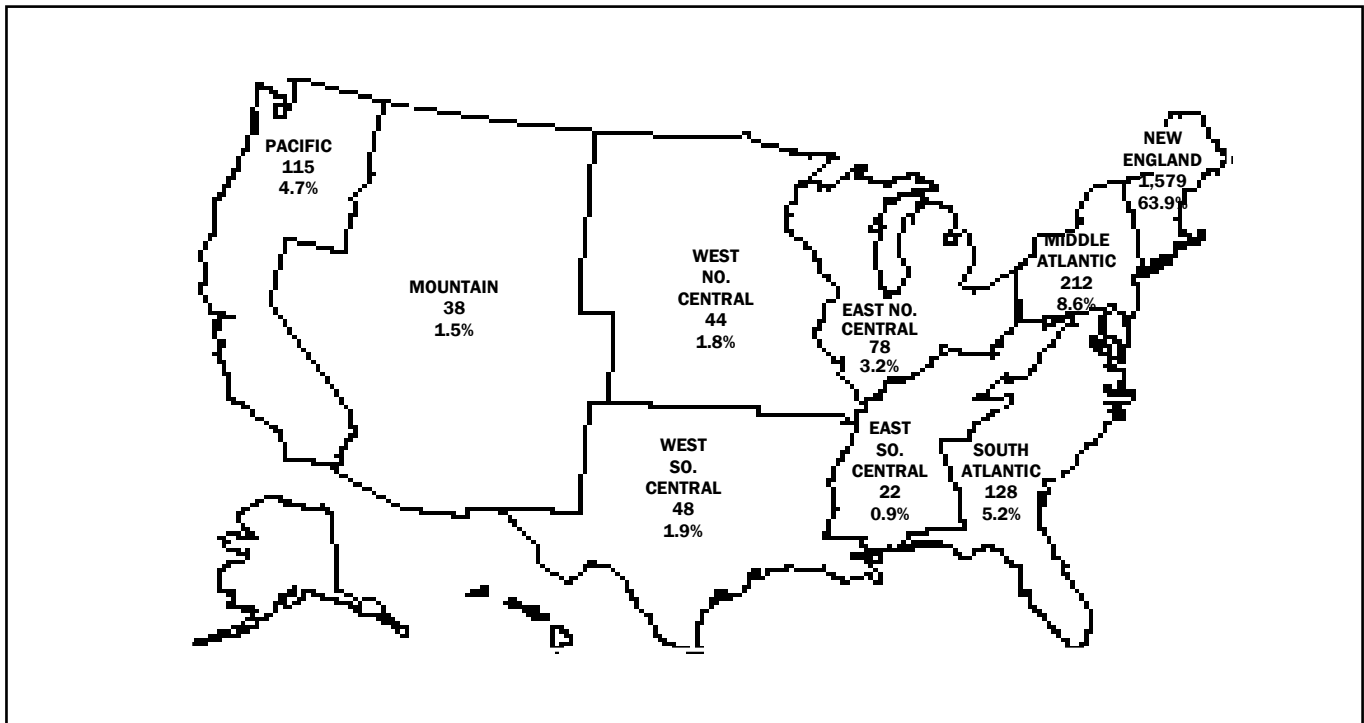 PACIFIC
115
4.7%
MOUNTAIN
38
1.5%
WEST
NO.
CENTRAL
44
1.8%
WEST
SO.
CENTRAL
48
1.9%
EAST NO.
CENTRAL
78
3.2%
EAST
SO.
CENTRAL
22
0.9%
SOUTH
ATLANTIC
128
5.2%
MIDDLE
ATLANTIC
212
8.6%
NEW
ENGLAND
1,579
63.9%